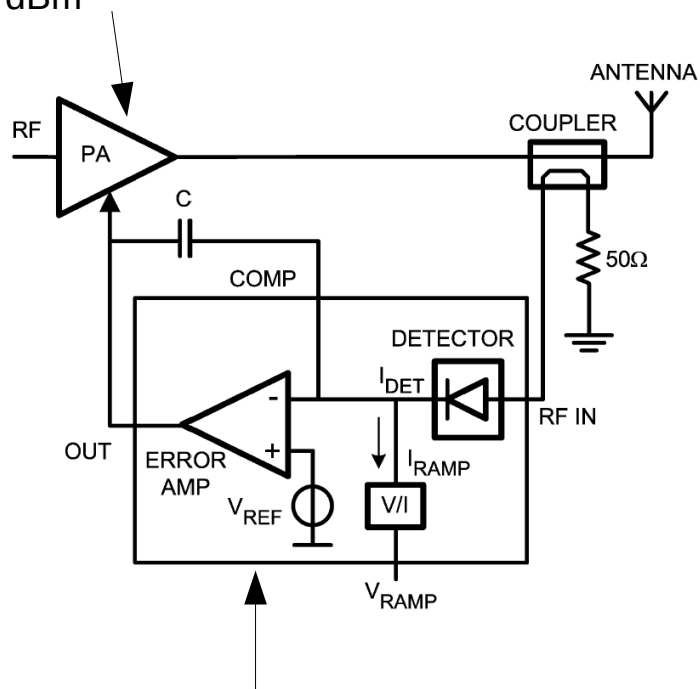 dBm
ANTENNA
RF
COUPLER
PA
C
50Ω
COMP
DETECTOR
I_DET
-
RF IN
+
OUT
ERROR
AMP
I_RAMP
V_REF
V/I
V_RAMP